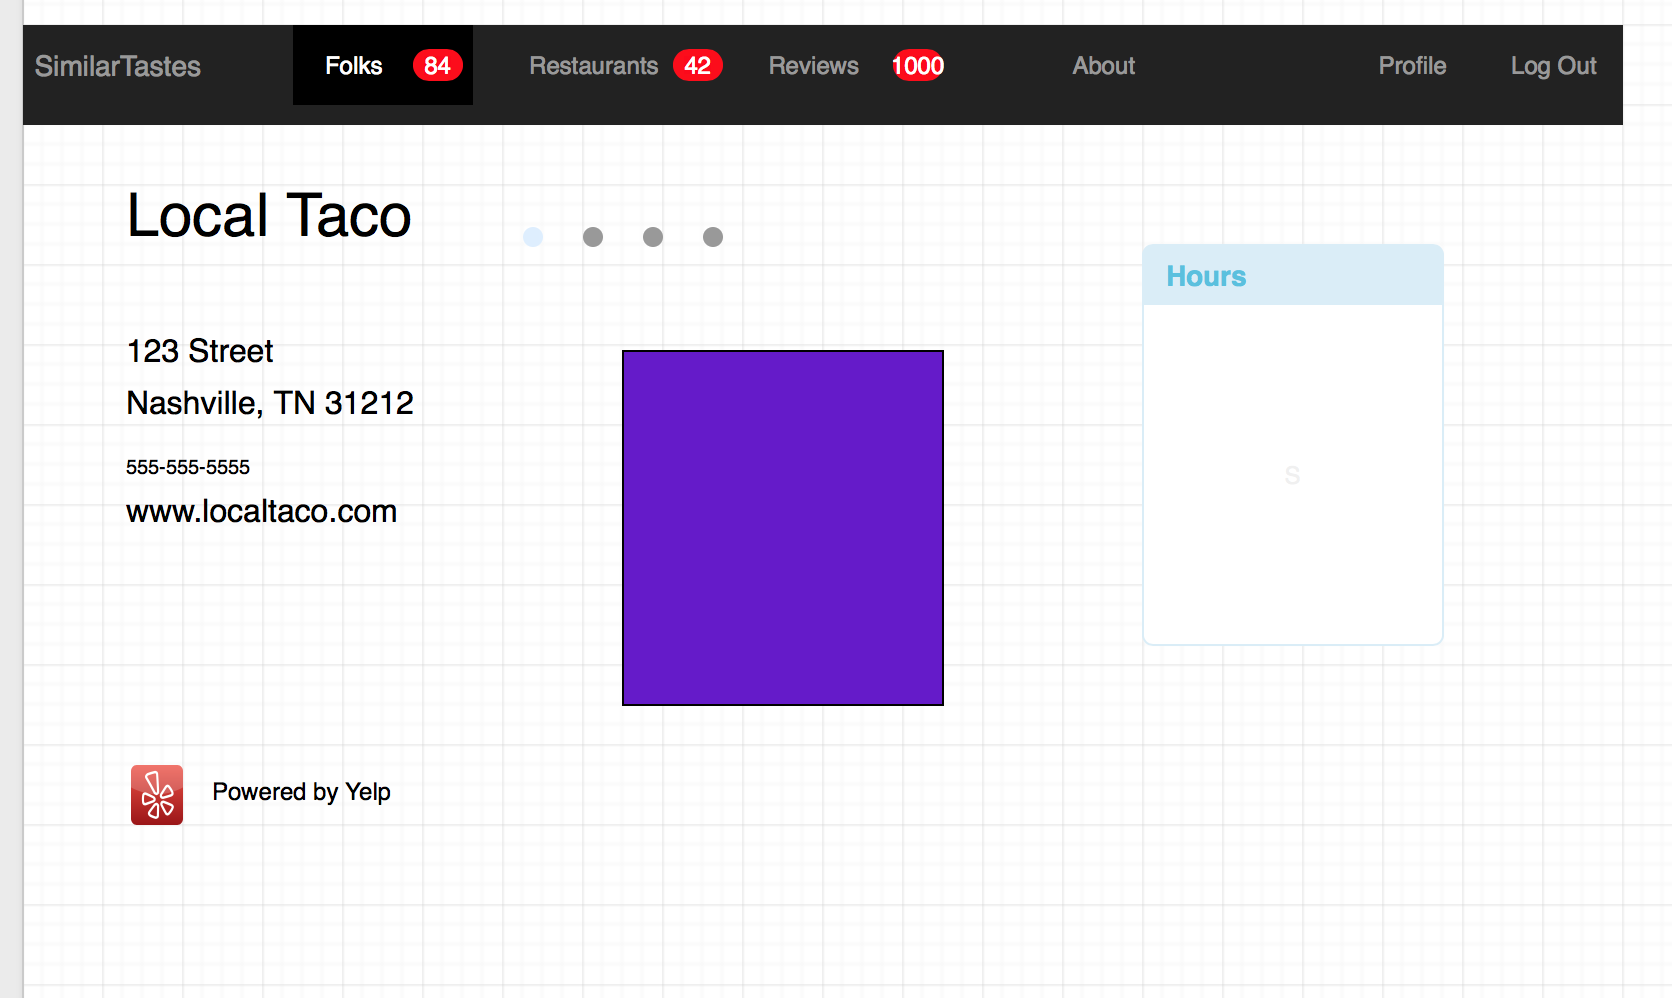 SimilarTastes Folks 84 Restaurants 42 Reviews 1000 About Profile Log Out
Local Taco
Hours
123 Street
Nashville, TN 31212
555-555-5555
www.localtaco.com
S
Powered by Yelp